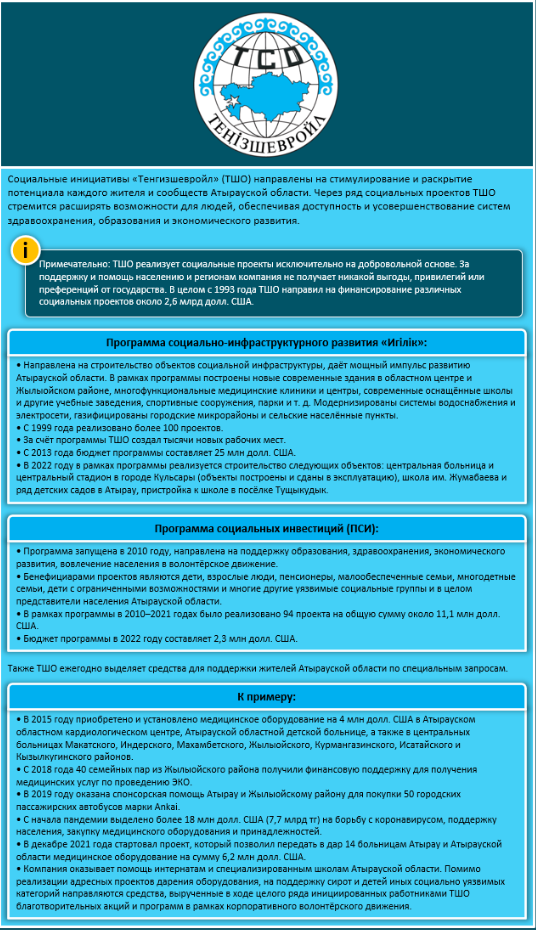 ТСО
ТЕНІЗШЕВРОЙЛ
Социальные инициативы «Тенгизшевройл» (ТШО) направлены на стимулирование и раскрытие
потенциала каждого жителя и сообществ Атырауской области. Через ряд социальных проектов ТШО
стремится расширять возможности для людей, обеспечивая доступность и усовершенствование систем
здравоохранения, образования и экономического развития.
i
Примечательно: ТШО реализует социальные проекты исключительно на добровольной основе. За
поддержку и помощь населению и регионам компания не получает никакой выгоды, привилегий или
преференций от государства. В целом с 1993 года ТШО направил на финансирование различных
социальных проектов около 2,6 млрд долл. США.
Программа социально-инфраструктурного развития «Игілік»:
• Направлена на строительство объектов социальной инфраструктуры, даёт мощный импульс развитию
Атырауской области. В рамках программы построены новые современные здания в областном центре и
Жылыойском районе, многофункциональные медицинские клиники и центры, современные оснащённые школы
и другие учебные заведения, спортивные сооружения, парки и т. д. Модернизированы системы водоснабжения и
электросети, газифицированы городские микрорайоны и сельские населённые пункты.
• С 1999 года реализовано более 100 проектов.
• За счёт программы ТШО создал тысячи новых рабочих мест.
• С 2013 года бюджет программы составляет 25 млн долл. США.
• В 2022 году в рамках программы реализуется строительство следующих объектов: центральная больница и
центральный стадион в городе Кульсары (объекты построены и сданы в эксплуатацию), школа им. Жумабаева и
ряд детских садов в Атырау, пристройка к школе в посёлке Тущыкудык.
Программа социальных инвестиций (ПСИ):
• Программа запущена в 2010 году, направлена на поддержку образования, здравоохранения, экономического
развития, вовлечение населения в волонтёрское движение.
• Бенефициарами проектов являются дети, взрослые люди, пенсионеры, малообеспеченные семьи, многодетные
семьи, дети с ограниченными возможностями и многие другие уязвимые социальные группы и в целом
представители населения Атырауской области.
• В рамках программы в 2010–2021 годах было реализовано 94 проекта на общую сумму около 11,1 млн долл.
США.
• Бюджет программы в 2022 году составляет 2,3 млн долл. США.
Также ТШО ежегодно выделяет средства для поддержки жителей Атырауской области по специальным запросам.
К примеру:
• В 2015 году приобретено и установлено медицинское оборудование на 4 млн долл. США в Атырауском
областном кардиологическом центре, Атырауской областной детской больнице, а также в центральных
больницах Макатского, Индерского, Махамбетского, Жылыойского, Курмангазинского, Исатайского и
Кызылкугинского районов.
• С 2018 года 40 семейных пар из Жылыойского района получили финансовую поддержку для получения
медицинских услуг по проведению ЭКО.
• В 2019 году оказана спонсорская помощь Атырау и Жылыойскому району для покупки 50 городских
пассажирских автобусов марки Ankai.
• С начала пандемии выделено более 18 млн долл. США (7,7 млрд тг) на борьбу с коронавирусом, поддержку
населения, закупку медицинского оборудования и принадлежностей.
• В декабре 2021 года стартовал проект, который позволил передать в дар 14 больницам Атырау и Атырауской
области медицинское оборудование на сумму 6,2 млн долл. США.
• Компания оказывает помощь интернатам и специализированным школам Атырауской области. Помимо
реализации адресных проектов дарения оборудования, на поддержку сирот и детей иных социально уязвимых
категорий направляются средства, вырученные в ходе целого ряда инициированных работниками ТШО
благотворительных акций и программ в рамках корпоративного волонтёрского движения.